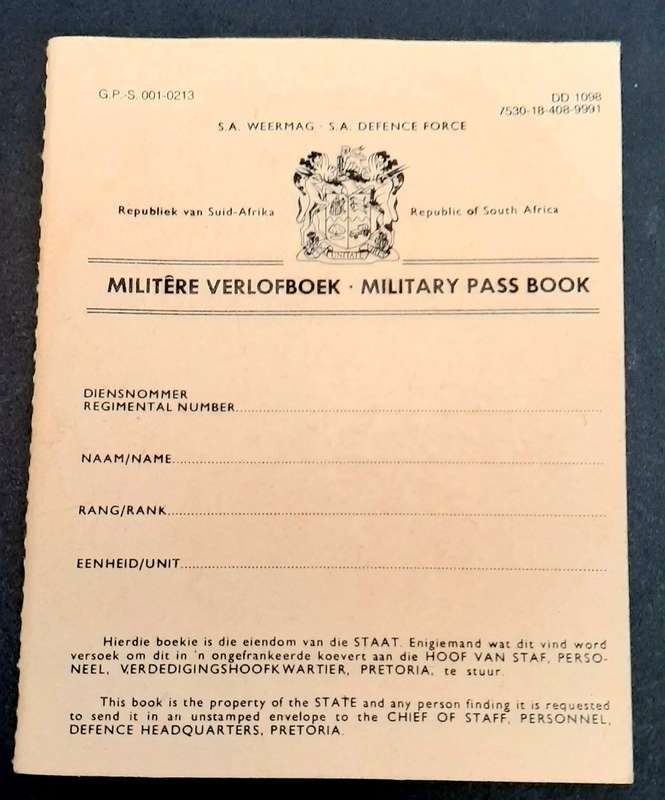 G.P.-S. 001-0213
DD 1098
7530-18-408-9991
S.A. WEERMAG · S.A. DEFENCE FORCE
Republiek van Suid-Afrika
Republic of South Africa
UNITATE
MILITÊRE VERLOFBOEK · MILITARY PASS BOOK
DIENSNOMMER
REGIMENTAL NUMBER
NAAM/NAME
RANG/RANK
EENHEID/UNIT
Hierdie boekie is die eiendom van die STAAT. Enigiemand wat dit vind word
versoek om dit in 'n ongefrankeerde koevert aan die HOOF VAN STAF, PERSO-
NEEL, VERDEDIGINGSHOOFKWARTIER, PRETORIA, te stuur.
This book is the property of the STATE and any person finding it is requested
to send it in an unstamped envelope to the CHIEF OF STAFF, PERSONNEL,
DEFENCE HEADQUARTERS, PRETORIA.